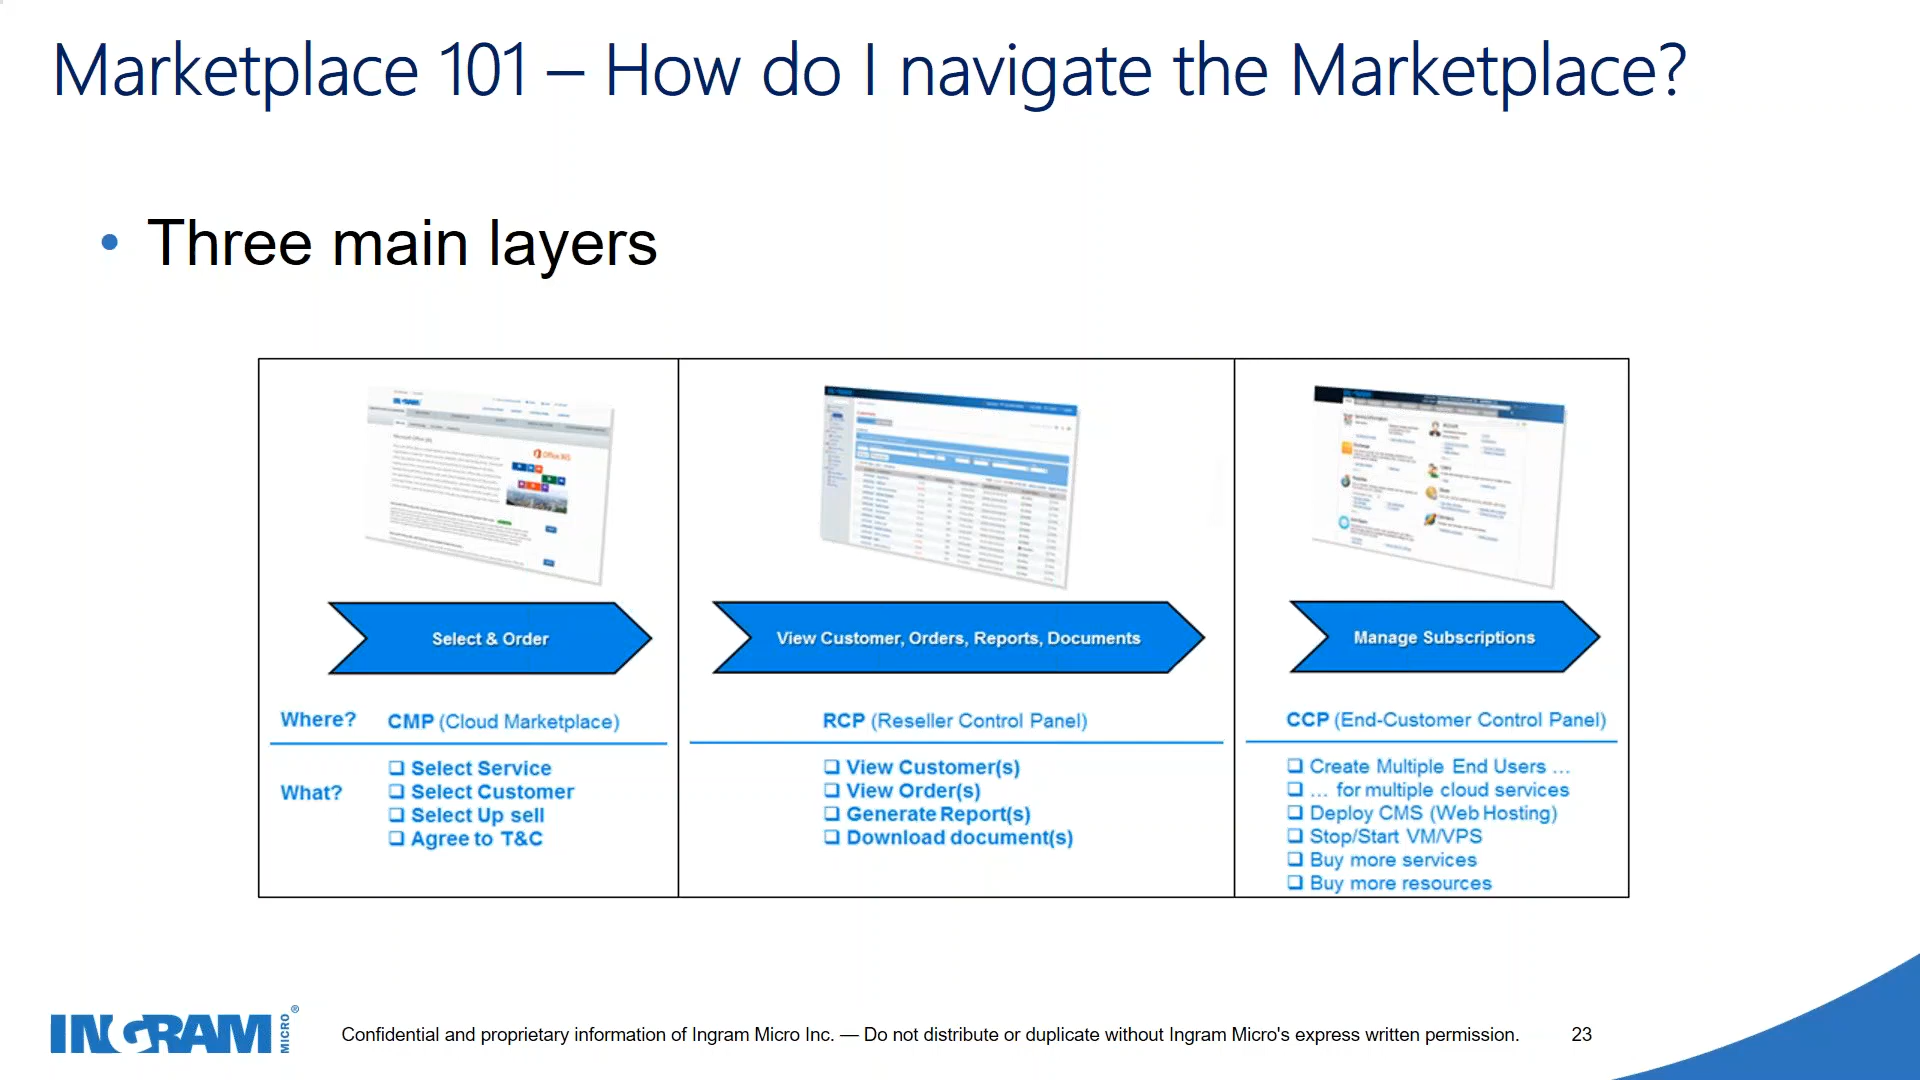 Marketplace 101 – How do I navigate the Marketplace?
• Three main layers
Office 365
Select & Order
View Customer, Orders, Reports, Documents
Manage Subscriptions
Where?
CMP (Cloud Marketplace)
RCP (Reseller Control Panel)
CCP (End-Customer Control Panel)
What?
❑ Select Service
❑ Select Customer
❑ Select Up sell
❑ Agree to T&C
❑ View Customer(s)
❑ View Order(s)
❑ Generate Report(s)
❑ Download document(s)
❑ Create Multiple End Users ...
❑ ... for multiple cloud services
❑ Deploy CMS (Web Hosting)
❑ Stop/Start VM/VPS
❑ Buy more services
❑ Buy more resources
INGRAM MICRO®
Confidential and proprietary information of Ingram Micro Inc. — Do not distribute or duplicate without Ingram Micro's express written permission.
23